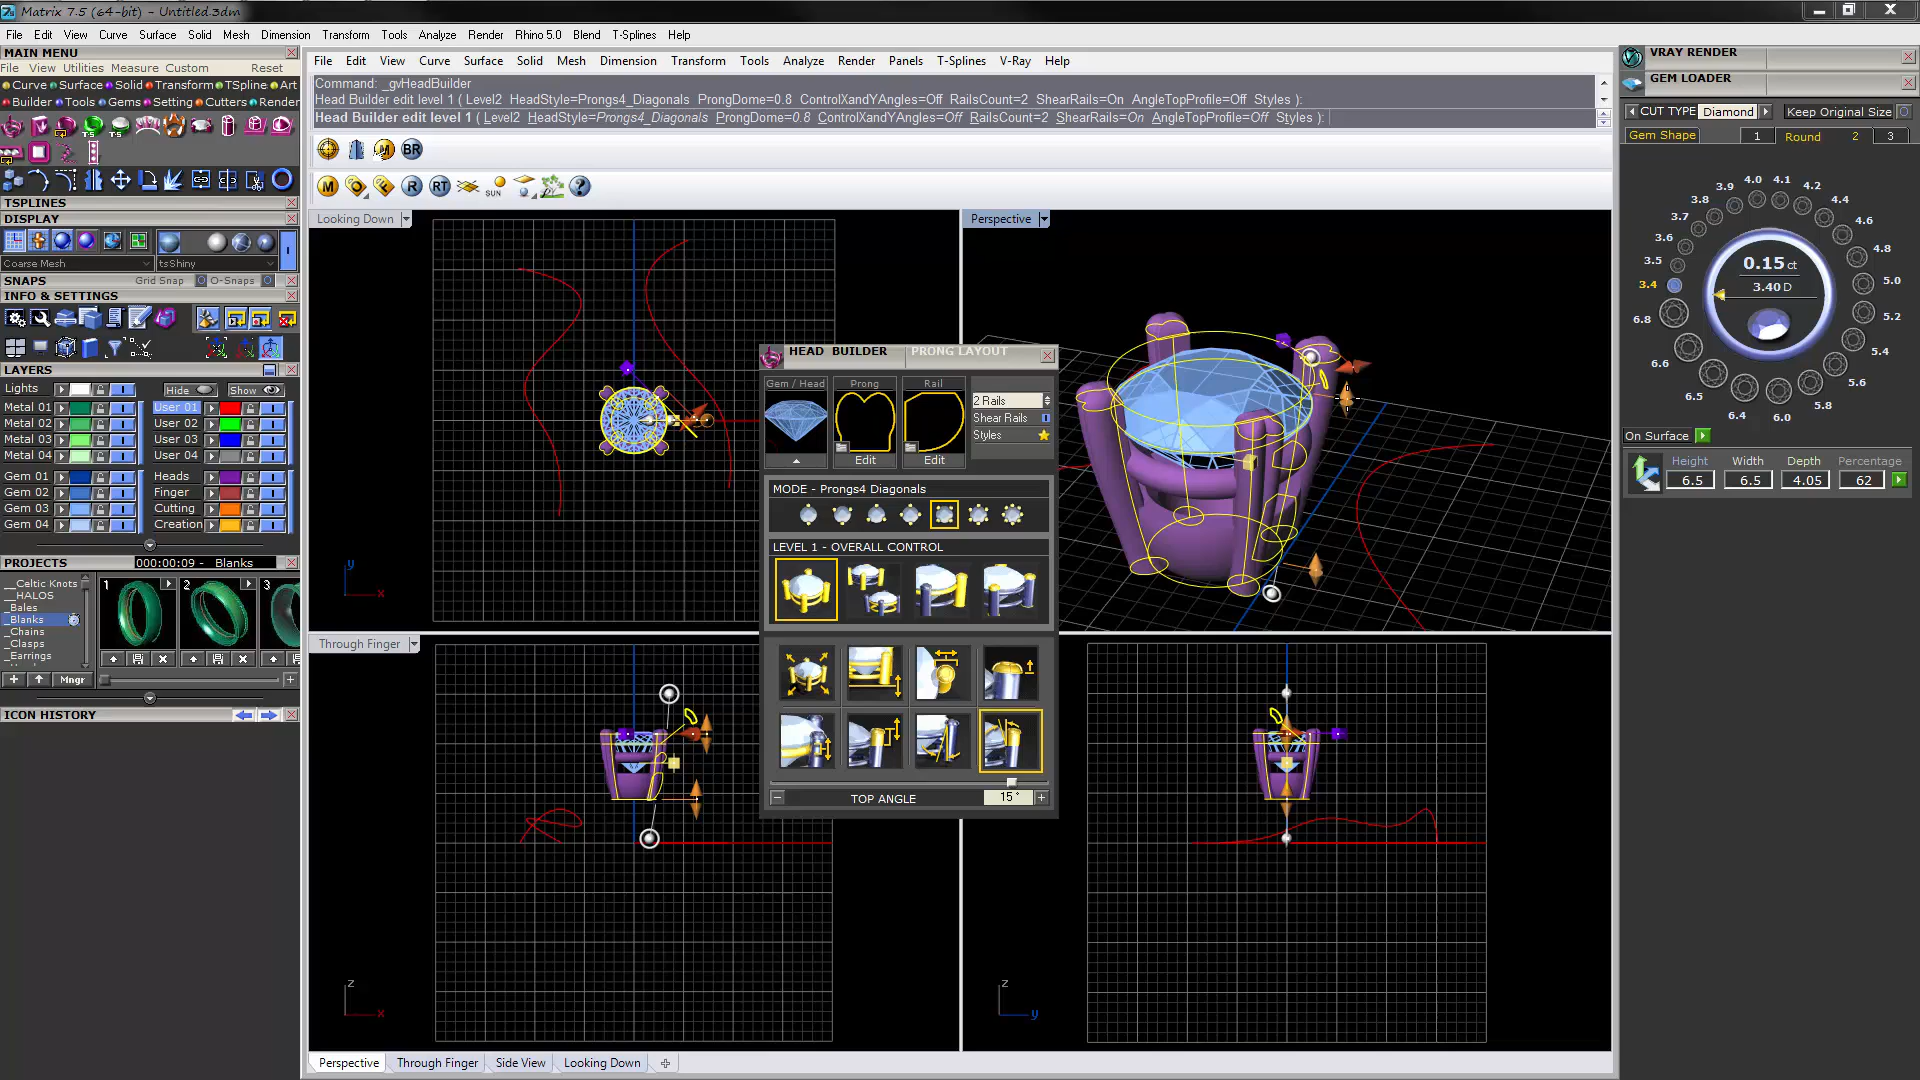 Matrix 7.5 (64-bit) - Untitled.3dm
File Edit View Curve Surface Solid Mesh Dimension Transform Tools Analyze Render Rhino 5.0 Blend T-Splines Help
MAIN MENU
File View Utilities Measure Custom Reset
Curve Surface Solid Transform TSpline Art
Builder Tools Gems Setting Cutters Render
TSPLINES
DISPLAY
Coarse Mesh tsShiny
SNAPS Grid Snap O-Snaps
INFO & SETTINGS
LAYERS
Lights Hide Show
Metal 01 User 01
Metal 02 User 02
Metal 03 User 03
Metal 04 User 04
Gem 01 Heads
Gem 02 Finger
Gem 03 Cutting
Gem 04 Creation
PROJECTS 000:00:09 - Blanks
__Celtic Knots
__HALOS
_Bales
_Blanks
_Chains
_Clasps
_Earrings
1 2 3
Mngr
ICON HISTORY
File Edit View Curve Surface Solid Mesh Dimension Transform Tools Analyze Render Panels T-Splines V-Ray Help
Command: _gvHeadBuilder
Head Builder edit level 1 ( Level2 HeadStyle=Prongs4_Diagonals ProngDome=0.8 ControlXandYAngles=Off RailsCount=2 ShearRails=On AngleTopProfile=Off Styles ):
Head Builder edit level 1 ( Level2 HeadStyle=Prongs4_Diagonals ProngDome=0.8 ControlXandYAngles=Off RailsCount=2 ShearRails=On AngleTopProfile=Off Styles ):
M BR
M O F R RT SUN ?
Looking Down
y
x
Perspective
HEAD BUILDER PRONG LAYOUT
Gem / Head Prong Rail
2 Rails
Shear Rails
Styles
Edit Edit
MODE - Prongs4 Diagonals
LEVEL 1 - OVERALL CONTROL
TOP ANGLE 15 °
Through Finger
z
x
z
y
Perspective Through Finger Side View Looking Down
VRAY RENDER
GEM LOADER
CUT TYPE Diamond Keep Original Size
Gem Shape 1 Round 2 3
4.0 4.1
3.9 4.2
3.8 4.4
3.7 4.6
3.6 4.8
3.5 5.0
3.4
0.15 ct
3.40 D
6.8 5.2
6.6 5.4
6.5 5.6
6.4 6.0 5.8
On Surface
Height Width Depth Percentage
6.5 6.5 4.05 62